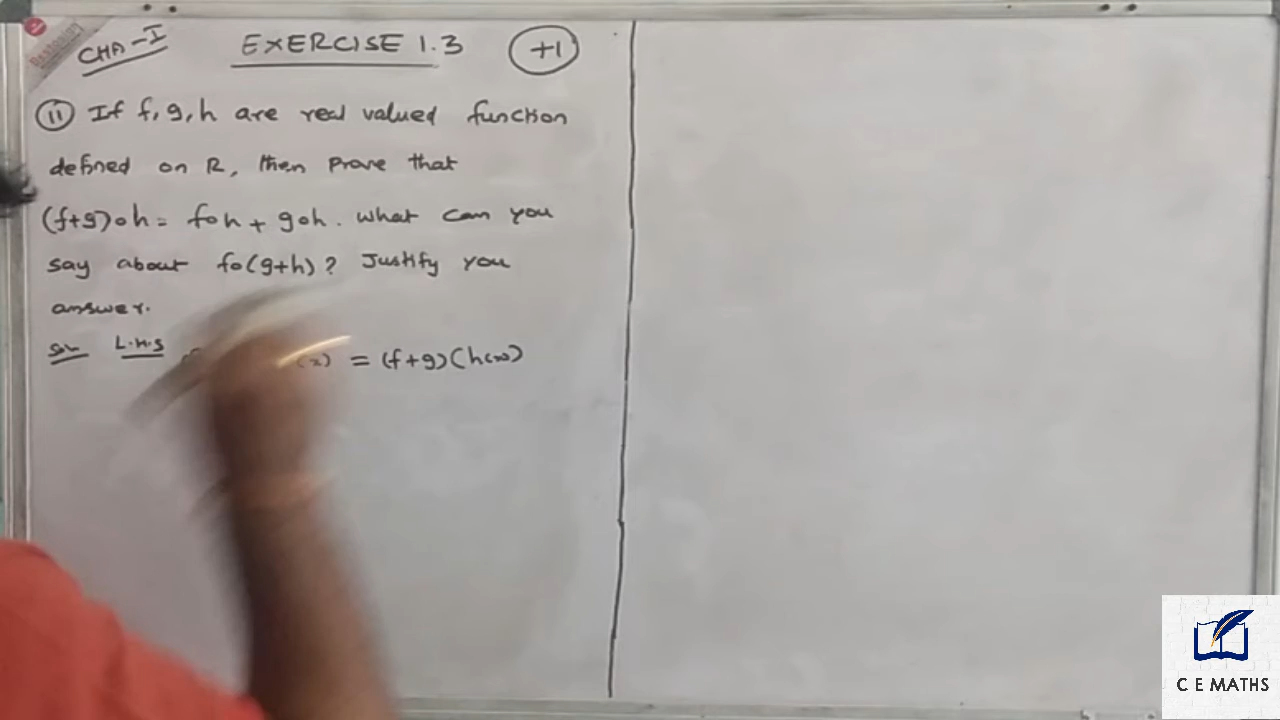 CHA-I EXERCISE 1.3 +1
11 If f, g, h are real valued function
defined on R, then Prove that
(f+g)oh = foh + goh. What can you
say about fo(g+h)? Justify you
answer.
Sol L.H.S (x) = (f+g)(h(x))
C E MATHS